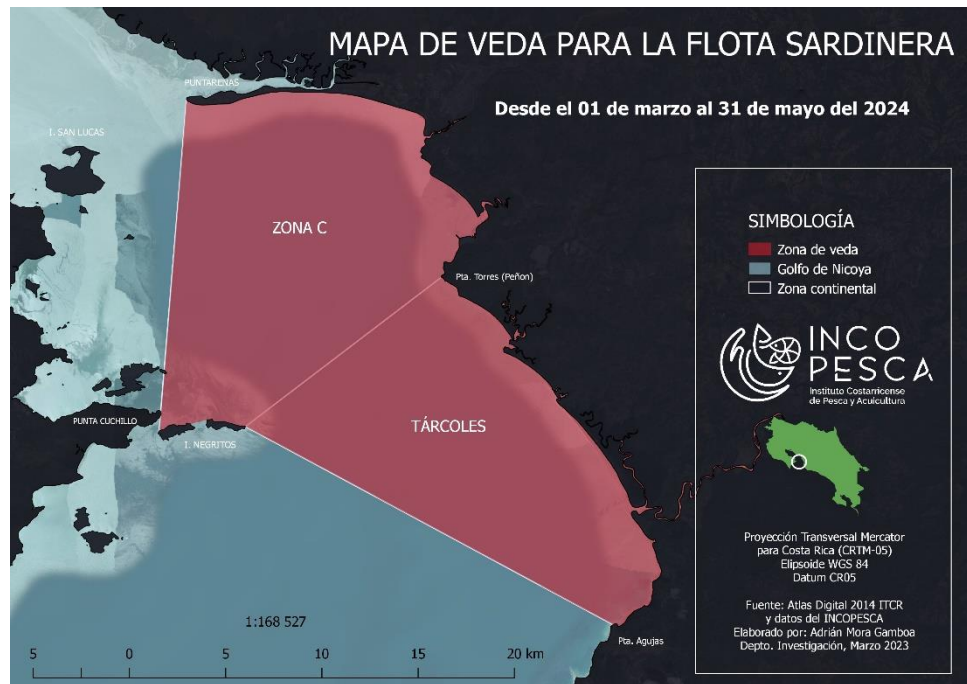 MAPA DE VEDA PARA LA FLOTA SARDINERA
Desde el 01 de marzo al 31 de mayo del 2024
PUNTARENAS
I. SAN LUCAS
ZONA C
Pta. Torres (Peñon)
TÁRCOLES
PUNTA CUCHILLO
I. NEGRITOS
Pta. Agujas
1:168 527
5 0 5 10 15 20 km
SIMBOLOGÍA
Zona de veda
Golfo de Nicoya
Zona continental
INCO
PESCA
Instituto Costarricense
de Pesca y Acuicultura
Proyección Transversal Mercator
para Costa Rica (CRTM-05)
Elipsoide WGS 84
Datum CR05
Fuente: Atlas Digital 2014 ITCR
y datos del INCOPESCA
Elaborado por: Adrián Mora Gamboa
Depto. Investigación, Marzo 2023